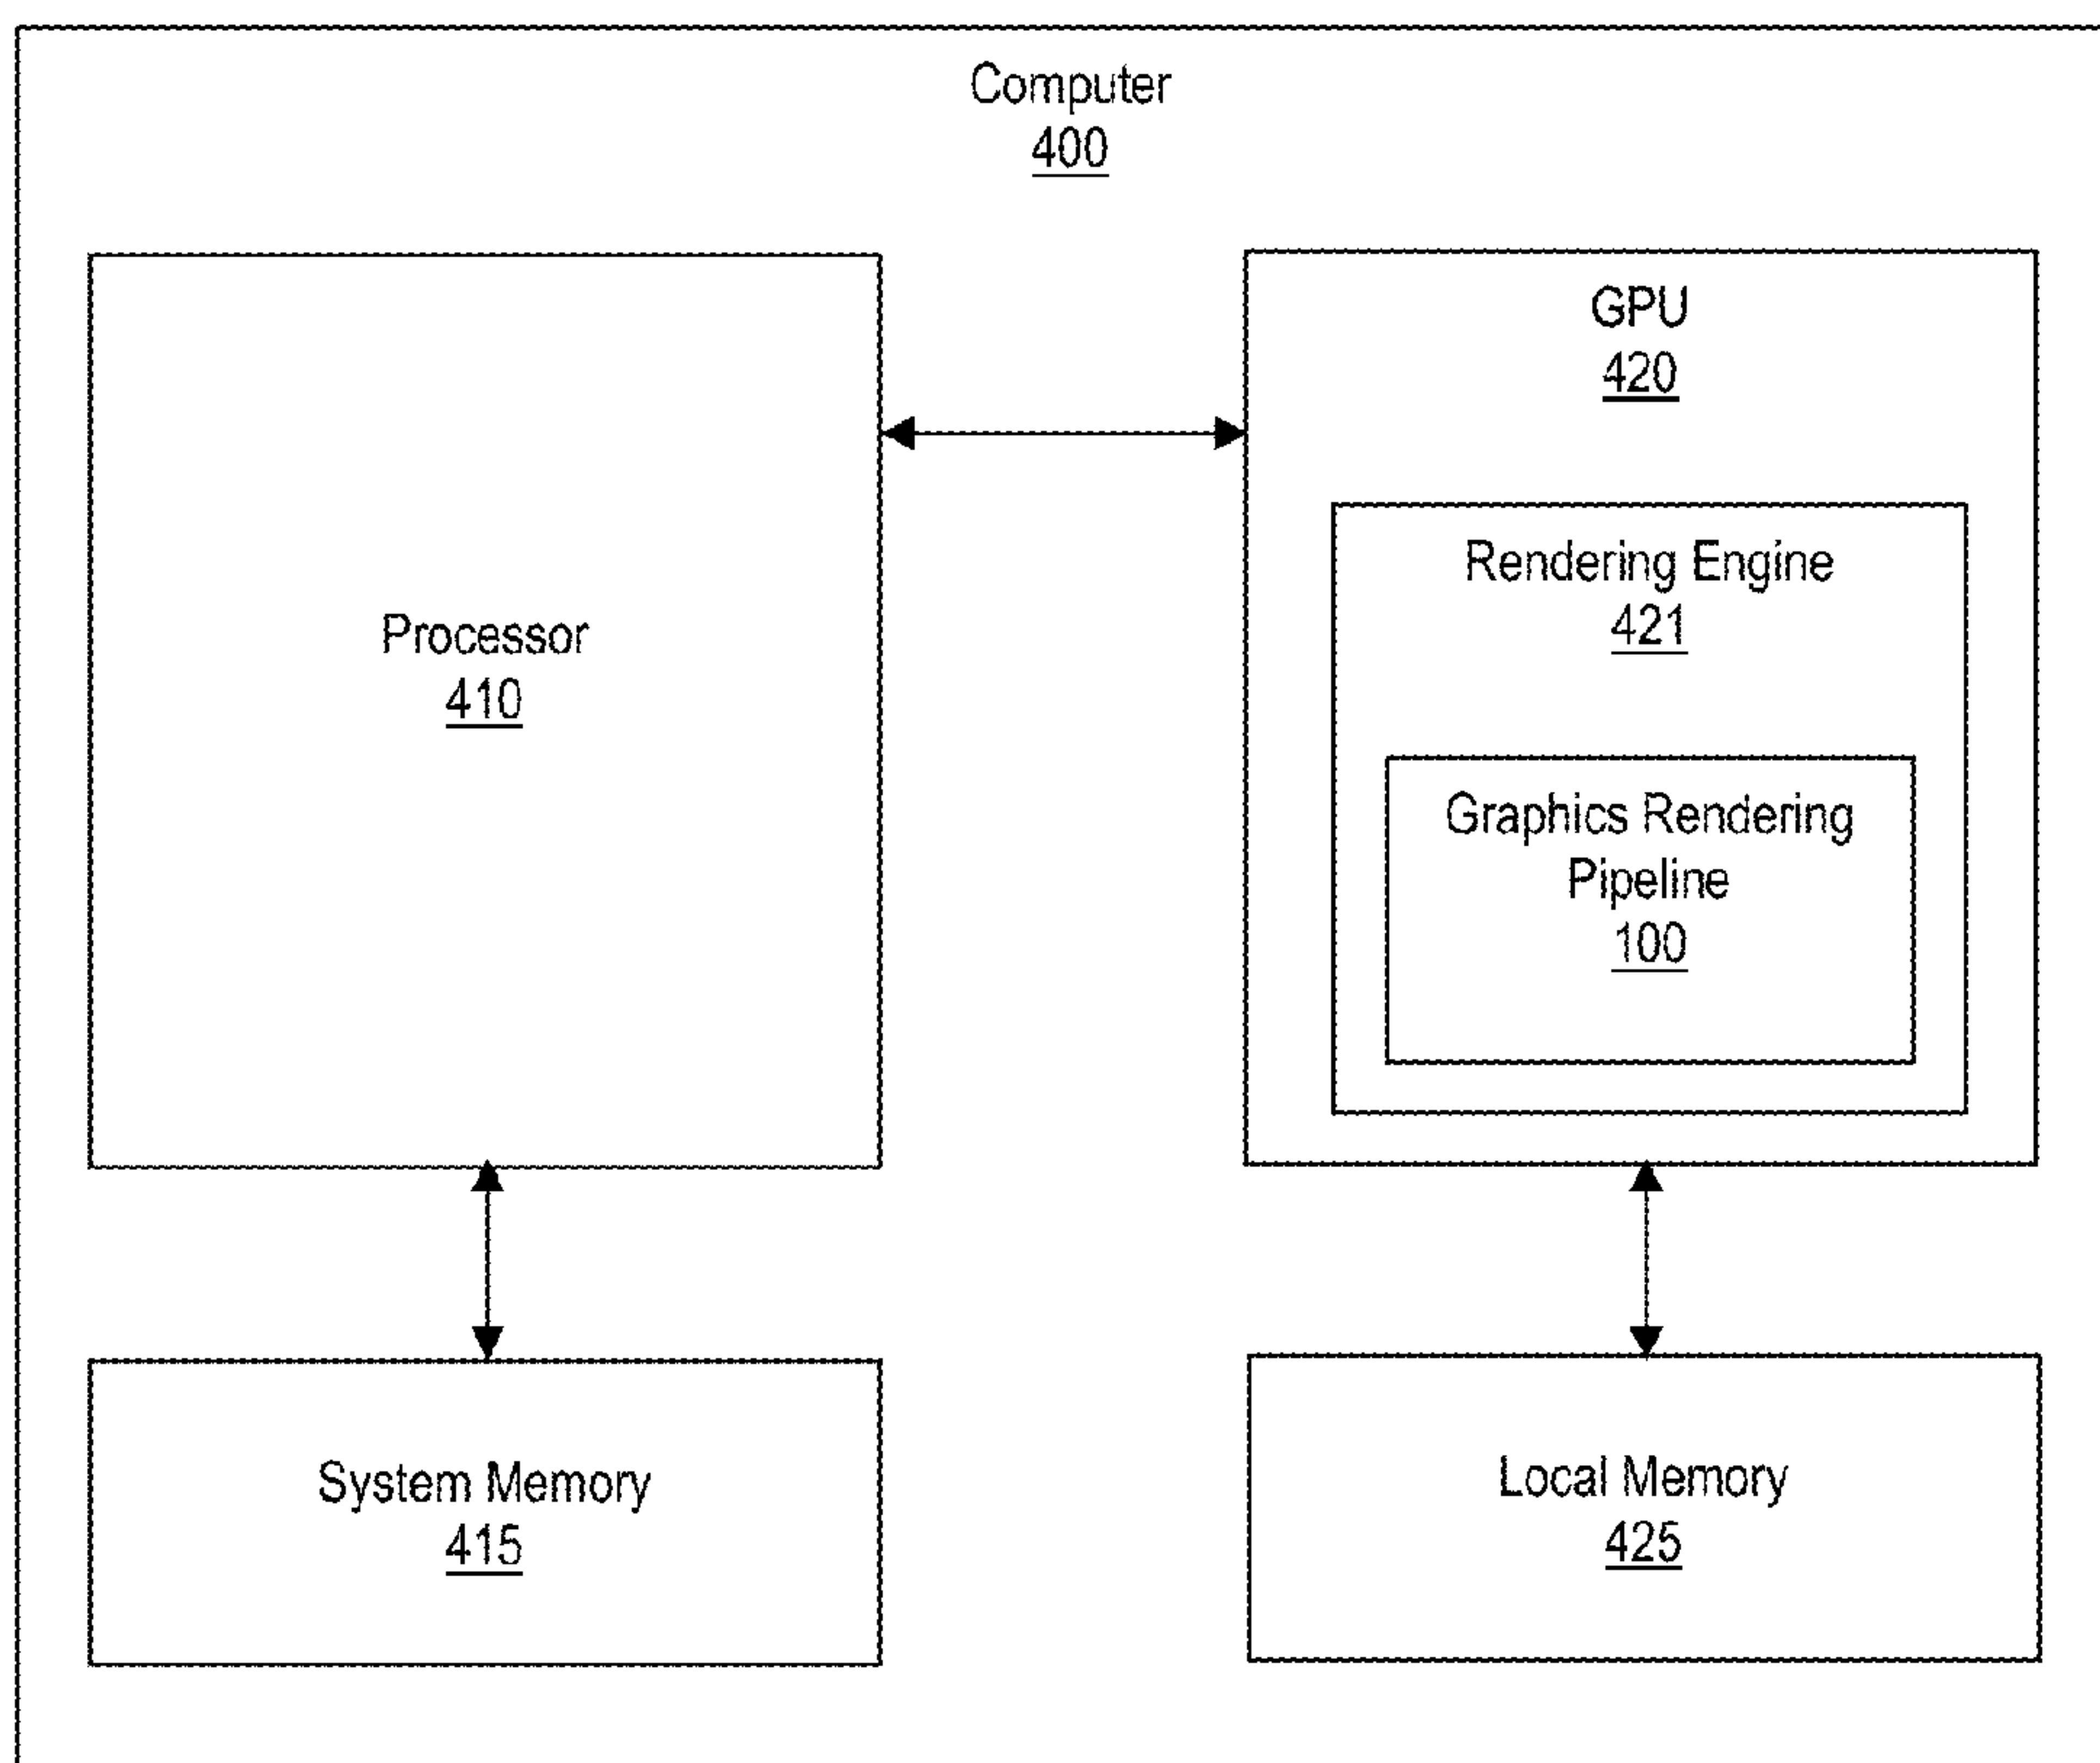 Computer
400
Processor
410
GPU
420
Rendering Engine
421
Graphics Rendering
Pipeline
100
System Memory
415
Local Memory
425